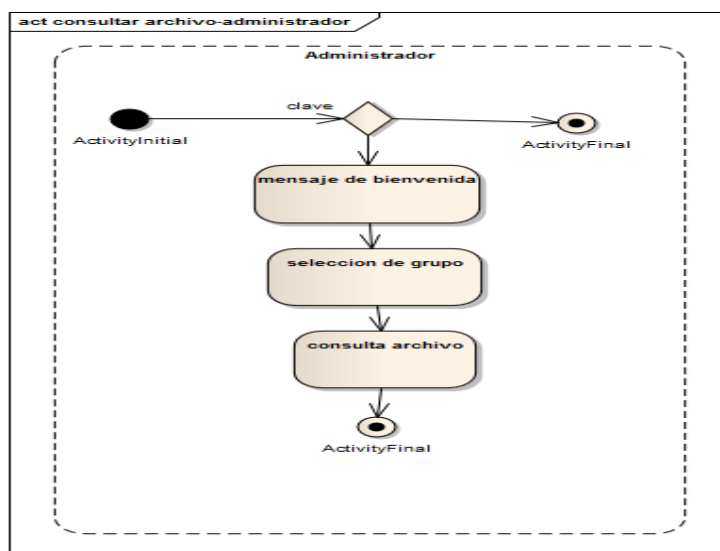 act consultar archivo-administrador
Administrador
clave
ActivityInitial
ActivityFinal
mensaje de bienvenida
seleccion de grupo
consulta archivo
ActivityFinal